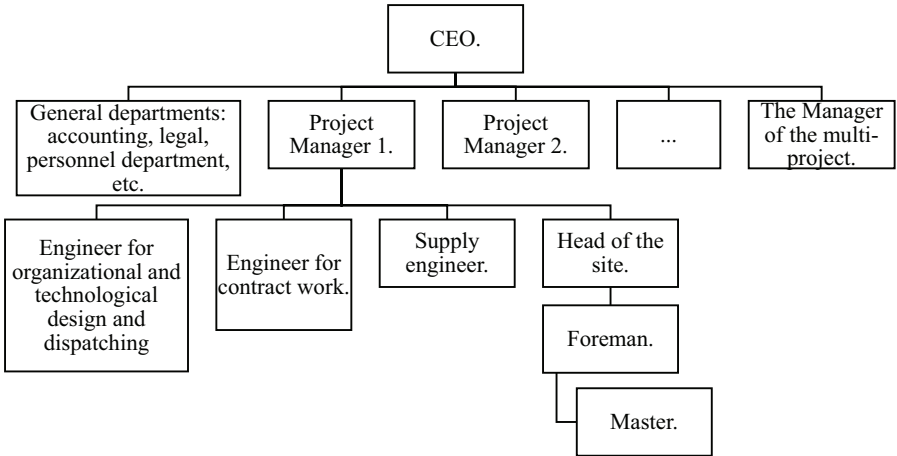 CEO.
General departments:
accounting, legal,
personnel department,
etc.
Project
Manager 1.
Project
Manager 2.
...
The Manager
of the multi-
project.
Engineer for
organizational and
technological
design and
dispatching
Engineer for
contract work.
Supply
engineer.
Head of the
site.
Foreman.
Master.